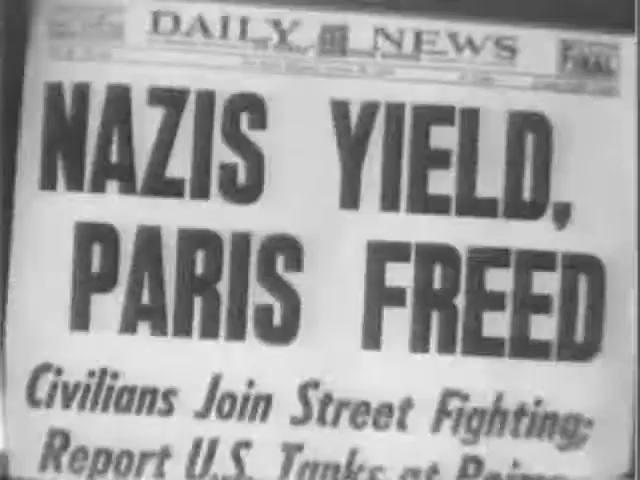 DAILY NEWS
FINAL
NAZIS YIELD,
PARIS FREED
Civilians Join Street Fighting;
Report U.S. Tanks at